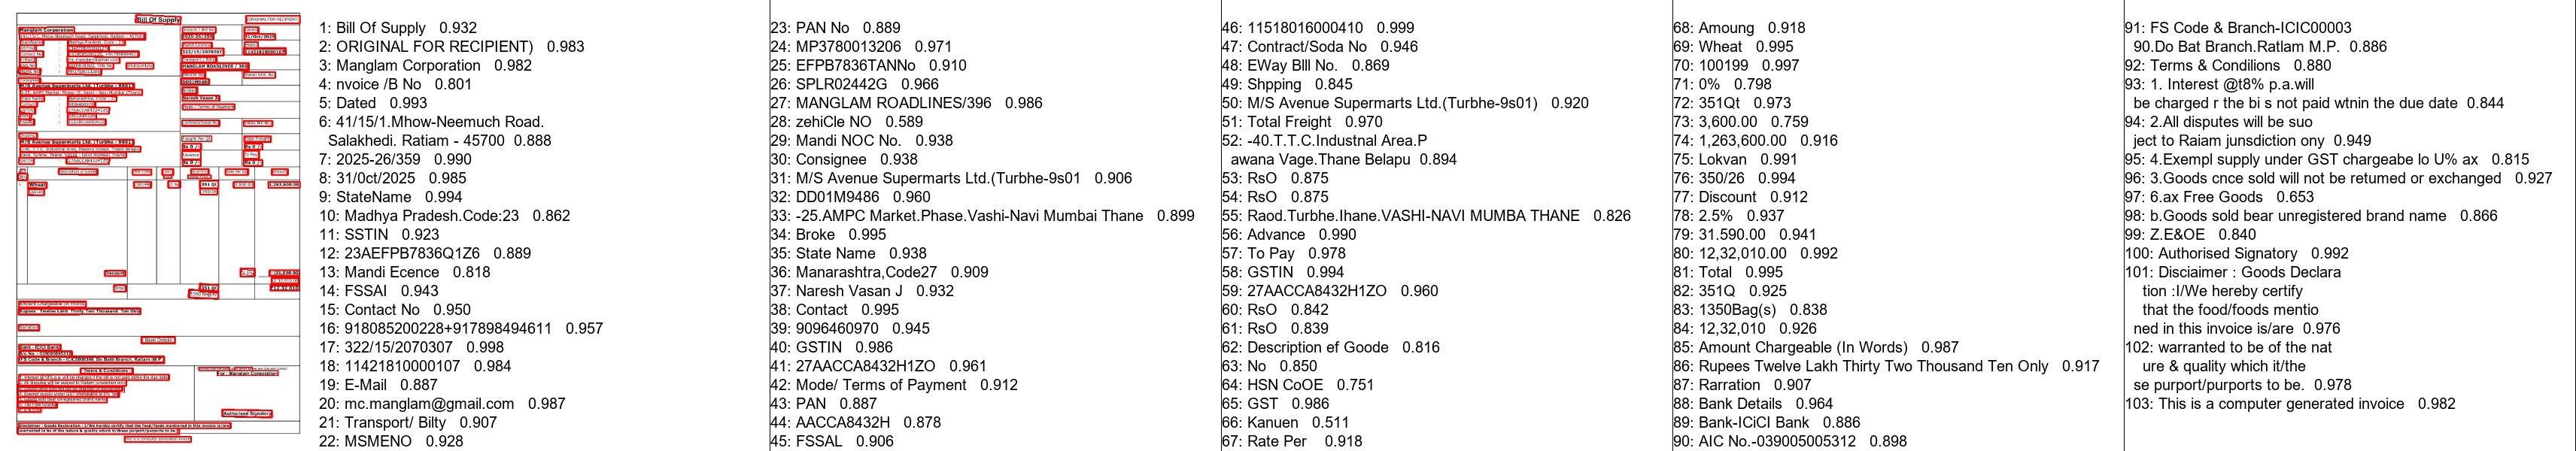 1: Bill Of Supply 0.932
2: ORIGINAL FOR RECIPIENT) 0.983
3: Manglam Corporation 0.982
4: nvoice /B No 0.801
5: Dated 0.993
6: 41/15/1.Mhow-Neemuch Road.
Salakhedi. Ratiam - 45700 0.888
7: 2025-26/359 0.990
8: 31/0ct/2025 0.985
9: StateName 0.994
10: Madhya Pradesh.Code:23 0.862
11: SSTIN 0.923
12: 23AEFPB7836Q1Z6 0.889
13: Mandi Ecence 0.818
14: FSSAI 0.943
15: Contact No 0.950
16: 918085200228+917898494611 0.957
17: 322/15/2070307 0.998
18: 11421810000107 0.984
19: E-Mail 0.887
20: mc.manglam@gmail.com 0.987
21: Transport/ Bilty 0.907
22: MSMENO 0.928
23: PAN No 0.889
24: MP3780013206 0.971
25: EFPB7836TANNo 0.910
26: SPLR02442G 0.966
27: MANGLAM ROADLINES/396 0.986
28: zehiCle NO 0.589
29: Mandi NOC No. 0.938
30: Consignee 0.938
31: M/S Avenue Supermarts Ltd.(Turbhe-9s01 0.906
32: DD01M9486 0.960
33: -25.AMPC Market.Phase.Vashi-Navi Mumbai Thane 0.899
34: Broke 0.995
35: State Name 0.938
36: Manarashtra,Code27 0.909
37: Naresh Vasan J 0.932
38: Contact 0.995
39: 9096460970 0.945
40: GSTIN 0.986
41: 27AACCA8432H1ZO 0.961
42: Mode/ Terms of Payment 0.912
43: PAN 0.887
44: AACCA8432H 0.878
45: FSSAL 0.906
46: 11518016000410 0.999
47: Contract/Soda No 0.946
48: EWay Blll No. 0.869
49: Shpping 0.845
50: M/S Avenue Supermarts Ltd.(Turbhe-9s01) 0.920
51: Total Freight 0.970
52: -40.T.T.C.Industnal Area.P
awana Vage.Thane Belapu 0.894
53: RsO 0.875
54: RsO 0.875
55: Raod.Turbhe.Ihane.VASHI-NAVI MUMBA THANE 0.826
56: Advance 0.990
57: To Pay 0.978
58: GSTIN 0.994
59: 27AACCA8432H1ZO 0.960
60: RsO 0.842
61: RsO 0.839
62: Description ef Goode 0.816
63: No 0.850
64: HSN CoOE 0.751
65: GST 0.986
66: Kanuen 0.511
67: Rate Per 0.918
68: Amoung 0.918
69: Wheat 0.995
70: 100199 0.997
71: 0% 0.798
72: 351Qt 0.973
73: 3,600.00 0.759
74: 1,263,600.00 0.916
75: Lokvan 0.991
76: 350/26 0.994
77: Discount 0.912
78: 2.5% 0.937
79: 31.590.00 0.941
80: 12,32,010.00 0.992
81: Total 0.995
82: 351Q 0.925
83: 1350Bag(s) 0.838
84: 12,32,010 0.926
85: Amount Chargeable (In Words) 0.987
86: Rupees Twelve Lakh Thirty Two Thousand Ten Only 0.917
87: Rarration 0.907
88: Bank Details 0.964
89: Bank-ICiCI Bank 0.886
90: AIC No.-039005005312 0.898
91: FS Code & Branch-ICIC00003
90.Do Bat Branch.Ratlam M.P. 0.886
92: Terms & Condilions 0.880
93: 1. Interest @t8% p.a.will
be charged r the bi s not paid wtnin the due date 0.844
94: 2.All disputes will be suo
ject to Raiam junsdiction ony 0.949
95: 4.Exempl supply under GST chargeabe lo U% ax 0.815
96: 3.Goods cnce sold will not be retumed or exchanged 0.927
97: 6.ax Free Goods 0.653
98: b.Goods sold bear unregistered brand name 0.866
99: Z.E&OE 0.840
100: Authorised Signatory 0.992
101: Disciaimer : Goods Declara
tion :I/We hereby certify
that the food/foods mentio
ned in this invoice is/are 0.976
102: warranted to be of the nat
ure & quality which it/the
se purport/purports to be. 0.978
103: This is a computer generated invoice 0.982